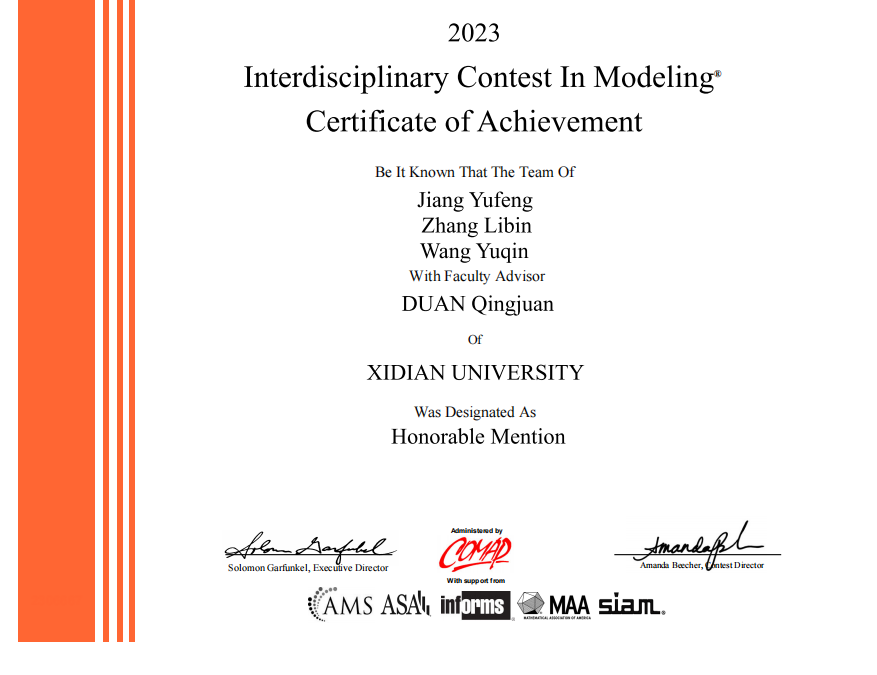 2023
Interdisciplinary Contest In Modeling®
Certificate of Achievement
Be It Known That The Team Of
Jiang Yufeng
Zhang Libin
Wang Yuqin
With Faculty Advisor
DUAN Qingjuan
Of
XIDIAN UNIVERSITY
Was Designated As
Honorable Mention
Solomon Garfunkel
Administered by
COMAP
Solomon Garfunkel, Executive Director
Amanda Beecher, Contest Director
With support from
AMS ASA informs MAA siam®
MATHEMATICAL ASSOCIATION OF AMERICA